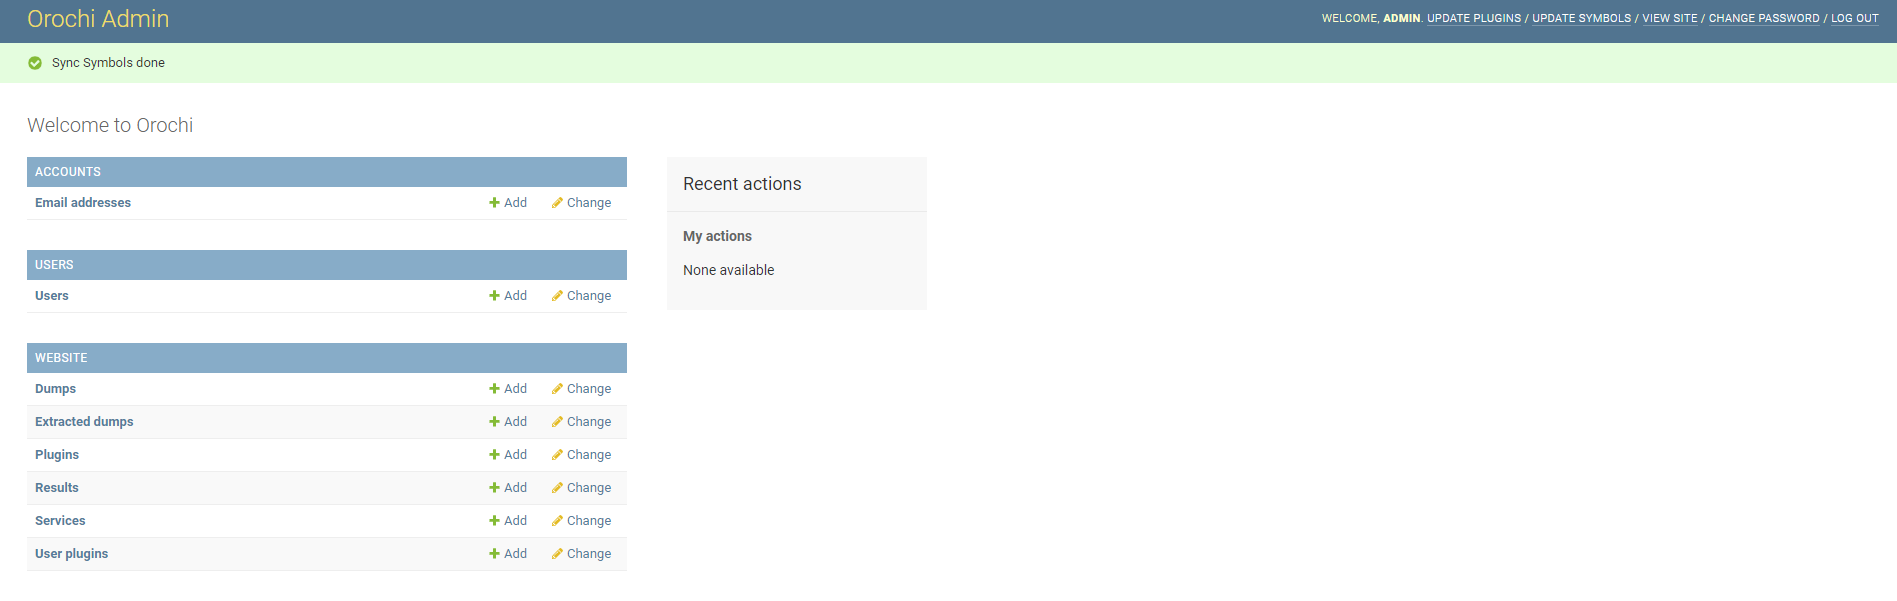 Orochi Admin
WELCOME, ADMIN. UPDATE PLUGINS / UPDATE SYMBOLS / VIEW SITE / CHANGE PASSWORD / LOG OUT
Sync Symbols done
Welcome to Orochi
ACCOUNTS
Email addresses Add Change
USERS
Users Add Change
WEBSITE
Dumps Add Change
Extracted dumps Add Change
Plugins Add Change
Results Add Change
Services Add Change
User plugins Add Change
Recent actions
My actions
None available